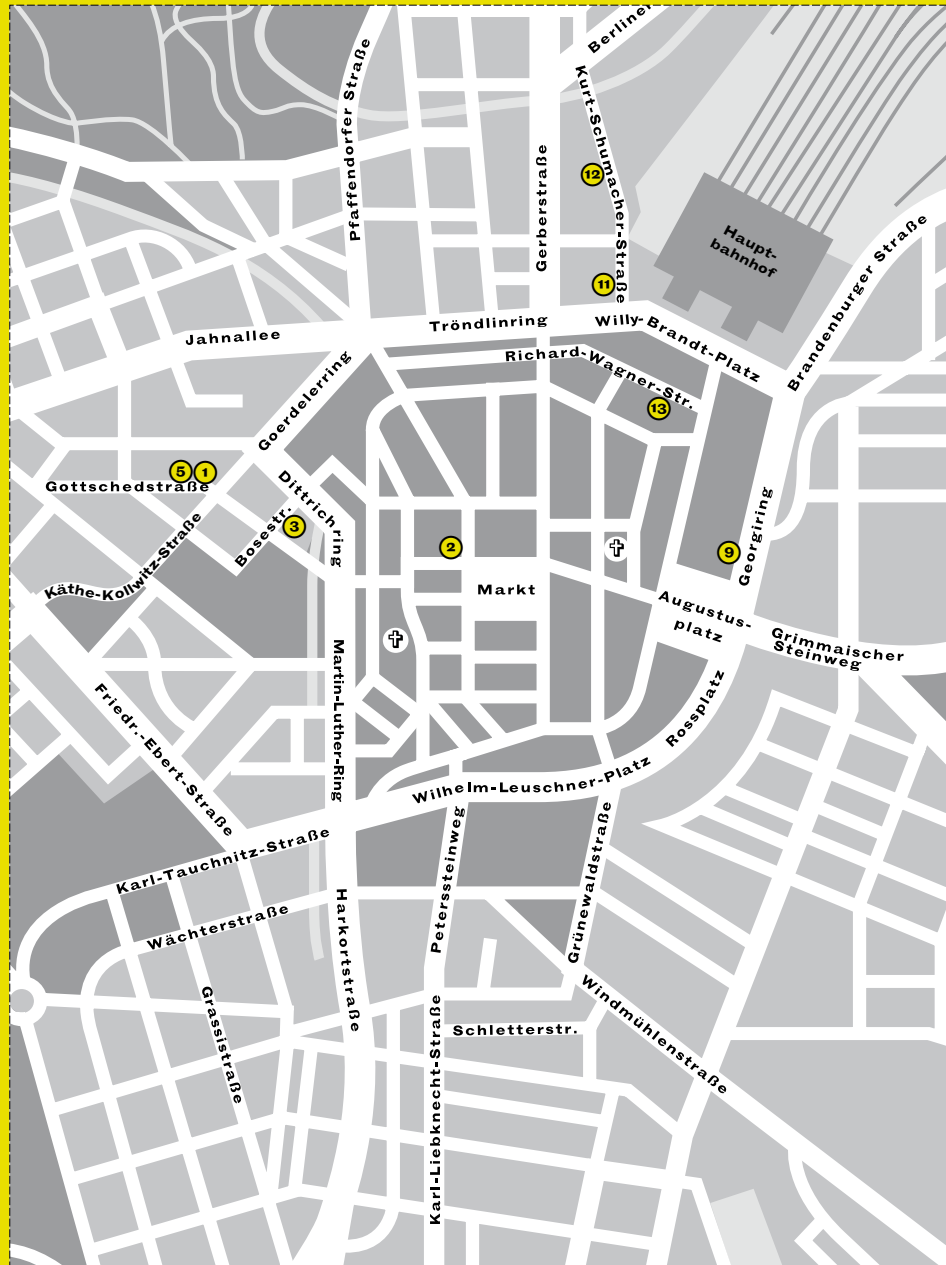 Berliner
Pfaffendorfer Straße
Kurt-Schumacher-Straße
Gerberstraße
12
Haupt-
bahnhof
11
Brandenburger Straße
Jahnallee
Tröndlinring
Willy-Brandt-Platz
Richard-Wagner-Str.
13
Goerdelerring
5
1
Gottschedstraße
Dittrichring
Bosestr.
3
2
9
Georgiring
Käthe-Kollwitz-Straße
Markt
Augustus-
platz
Grimmaischer
Steinweg
Martin-Luther-Ring
Friedr.-Ebert-Straße
Rossplatz
Wilhelm-Leuschner-Platz
Karl-Tauchnitz-Straße
Peterssteinweg
Grünewaldstraße
Wächterstraße
Harkortstraße
Grassistraße
Windmühlenstraße
Schletterstr.
Karl-Liebknecht-Straße